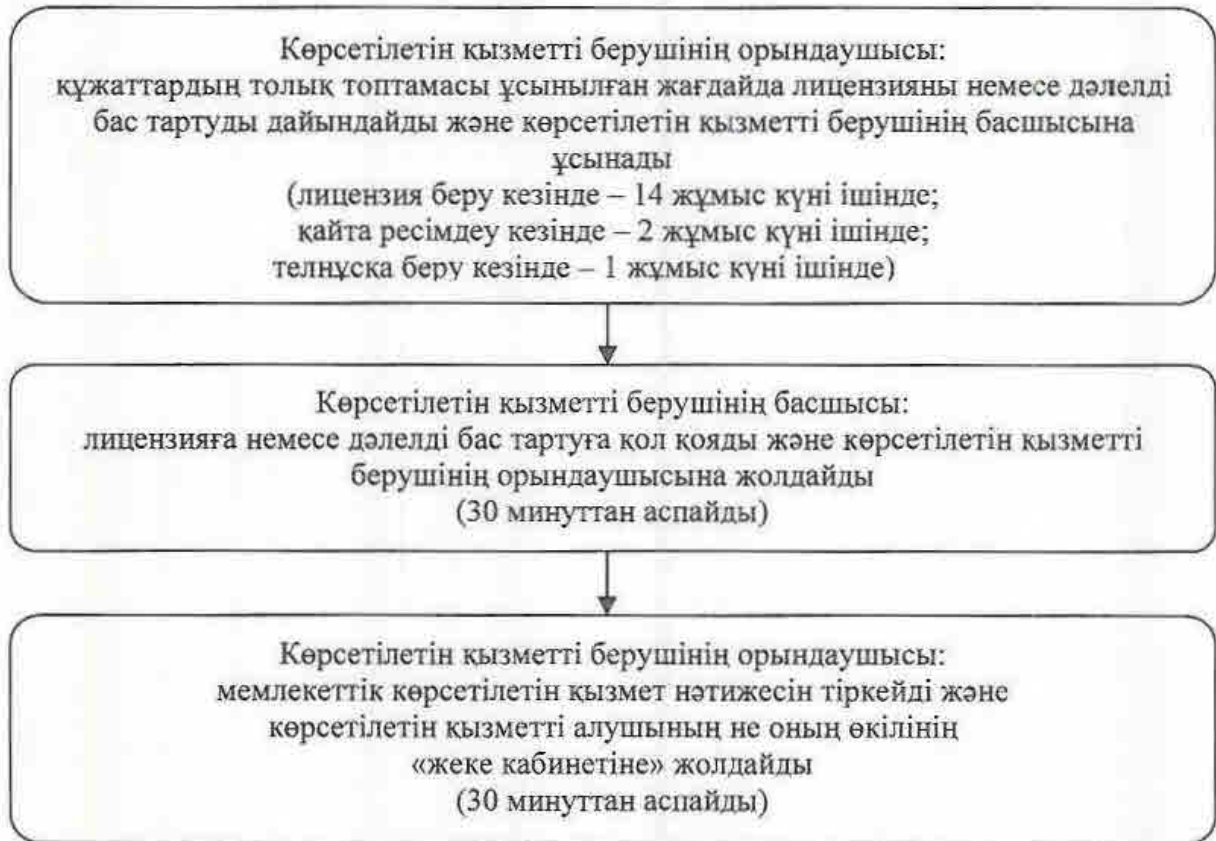 Көрсетілетін қызметті берушінің орындаушысы:
құжаттардың толық топтамасы ұсынылған жағдайда лицензияны немесе дәлелді
бас тартуды дайындайды және көрсетілетін қызметті берушінің басшысына
ұсынады
(лицензия беру кезінде – 14 жұмыс күні ішінде;
қайта ресімдеу кезінде – 2 жұмыс күні ішінде;
телнұсқа беру кезінде – 1 жұмыс күні ішінде)
Көрсетілетін қызметті берушінің басшысы:
лицензияға немесе дәлелді бас тартуға қол қояды және көрсетілетін қызметті
берушінің орындаушысына жолдайды
(30 минуттан аспайды)
Көрсетілетін қызметті берушінің орындаушысы:
мемлекеттік көрсетілетін қызмет нәтижесін тіркейді және
көрсетілетін қызметті алушының не оның өкілінің
«жеке кабинетіне» жолдайды
(30 минуттан аспайды)